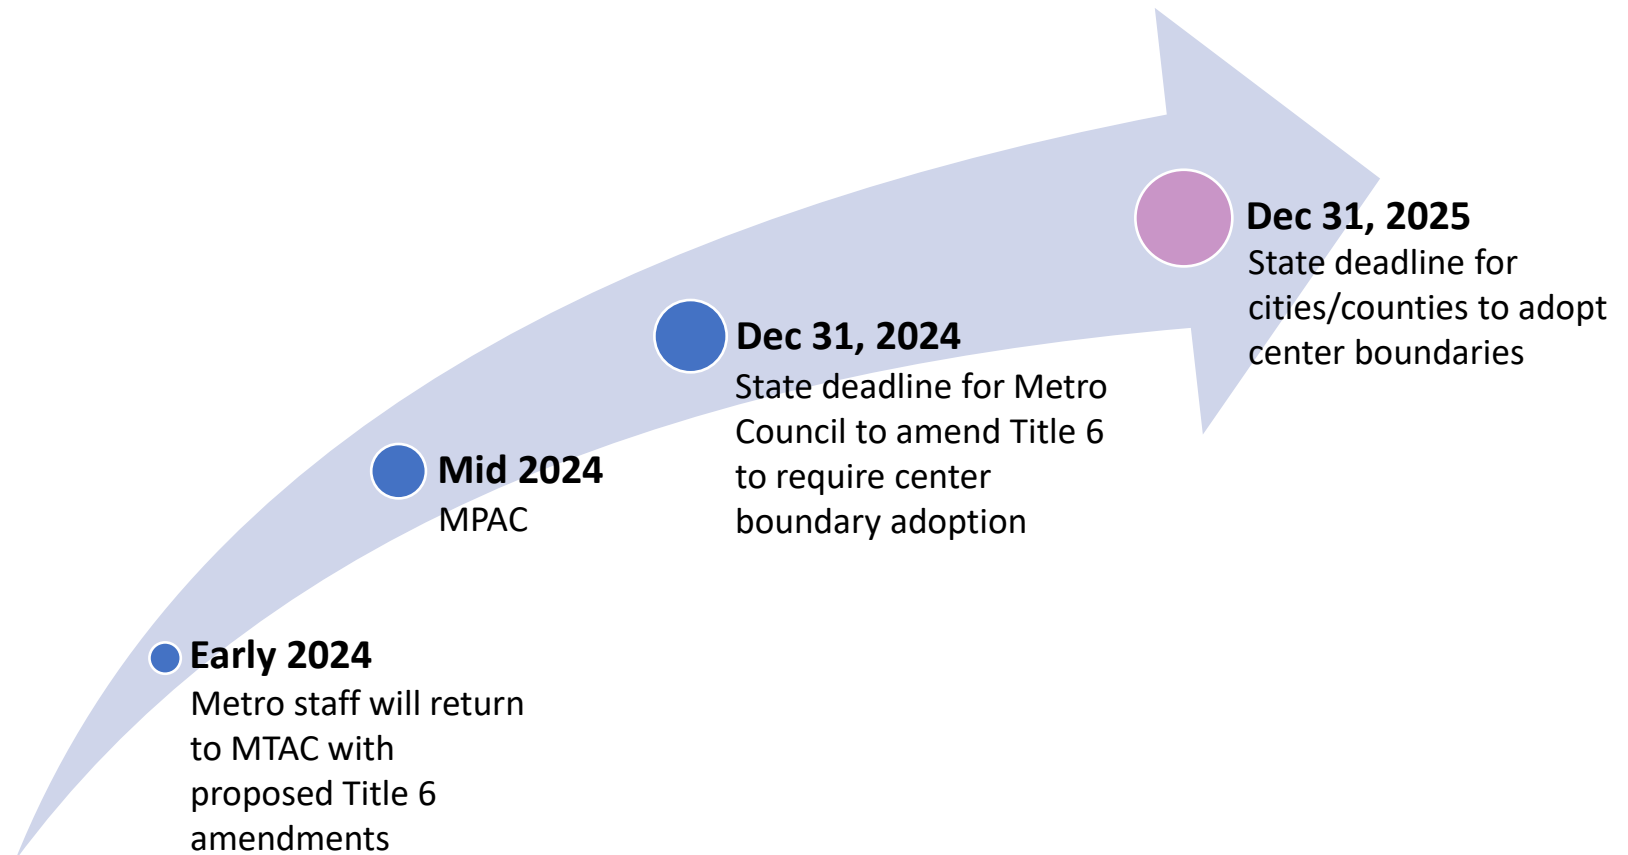 Early 2024
Metro staff will return
to MTAC with
proposed Title 6
amendments
Mid 2024
MPAC
Dec 31, 2024
State deadline for Metro
Council to amend Title 6
to require center
boundary adoption
Dec 31, 2025
State deadline for
cities/counties to adopt
center boundaries